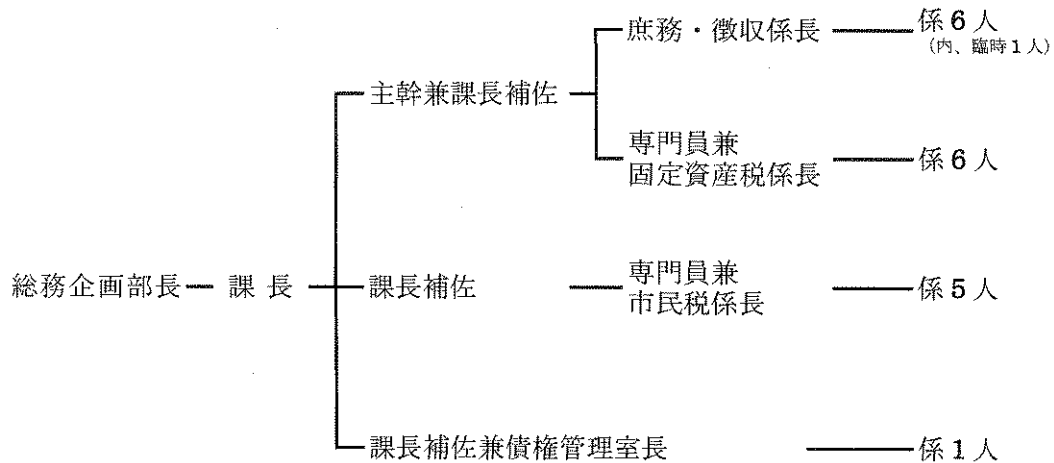 庶務・徴収係長
係6人
(内、臨時1人)
主幹兼課長補佐
専門員兼
固定資産税係長
係6人
総務企画部長
課長
課長補佐
専門員兼
市民税係長
係5人
課長補佐兼債権管理室長
係1人